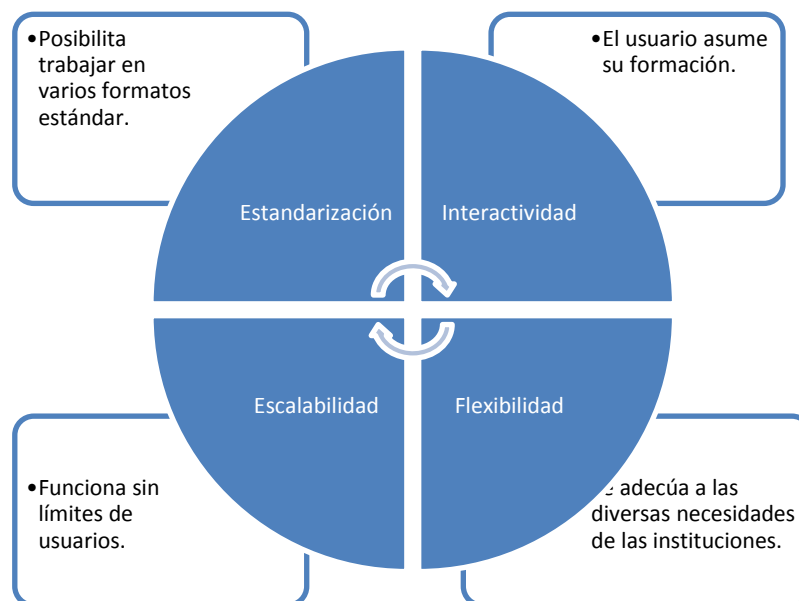 •Posibilita
trabajar en
varios formatos
estándar.
•El usuario asume
su formación.
Estandarización
Interactividad
Escalabilidad
Flexibilidad
•Funciona sin
límites de
usuarios.
adecúa a las
diversas necesidades
de las instituciones.